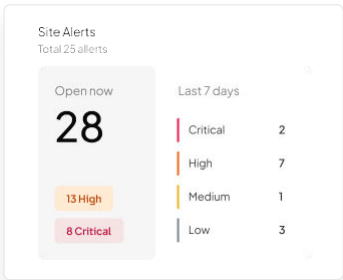 Site Alerts
Total 25 allerts
Open now
28
13 High
8 Critical
Last 7 days
Critical 2
High 7
Medium 1
Low 3